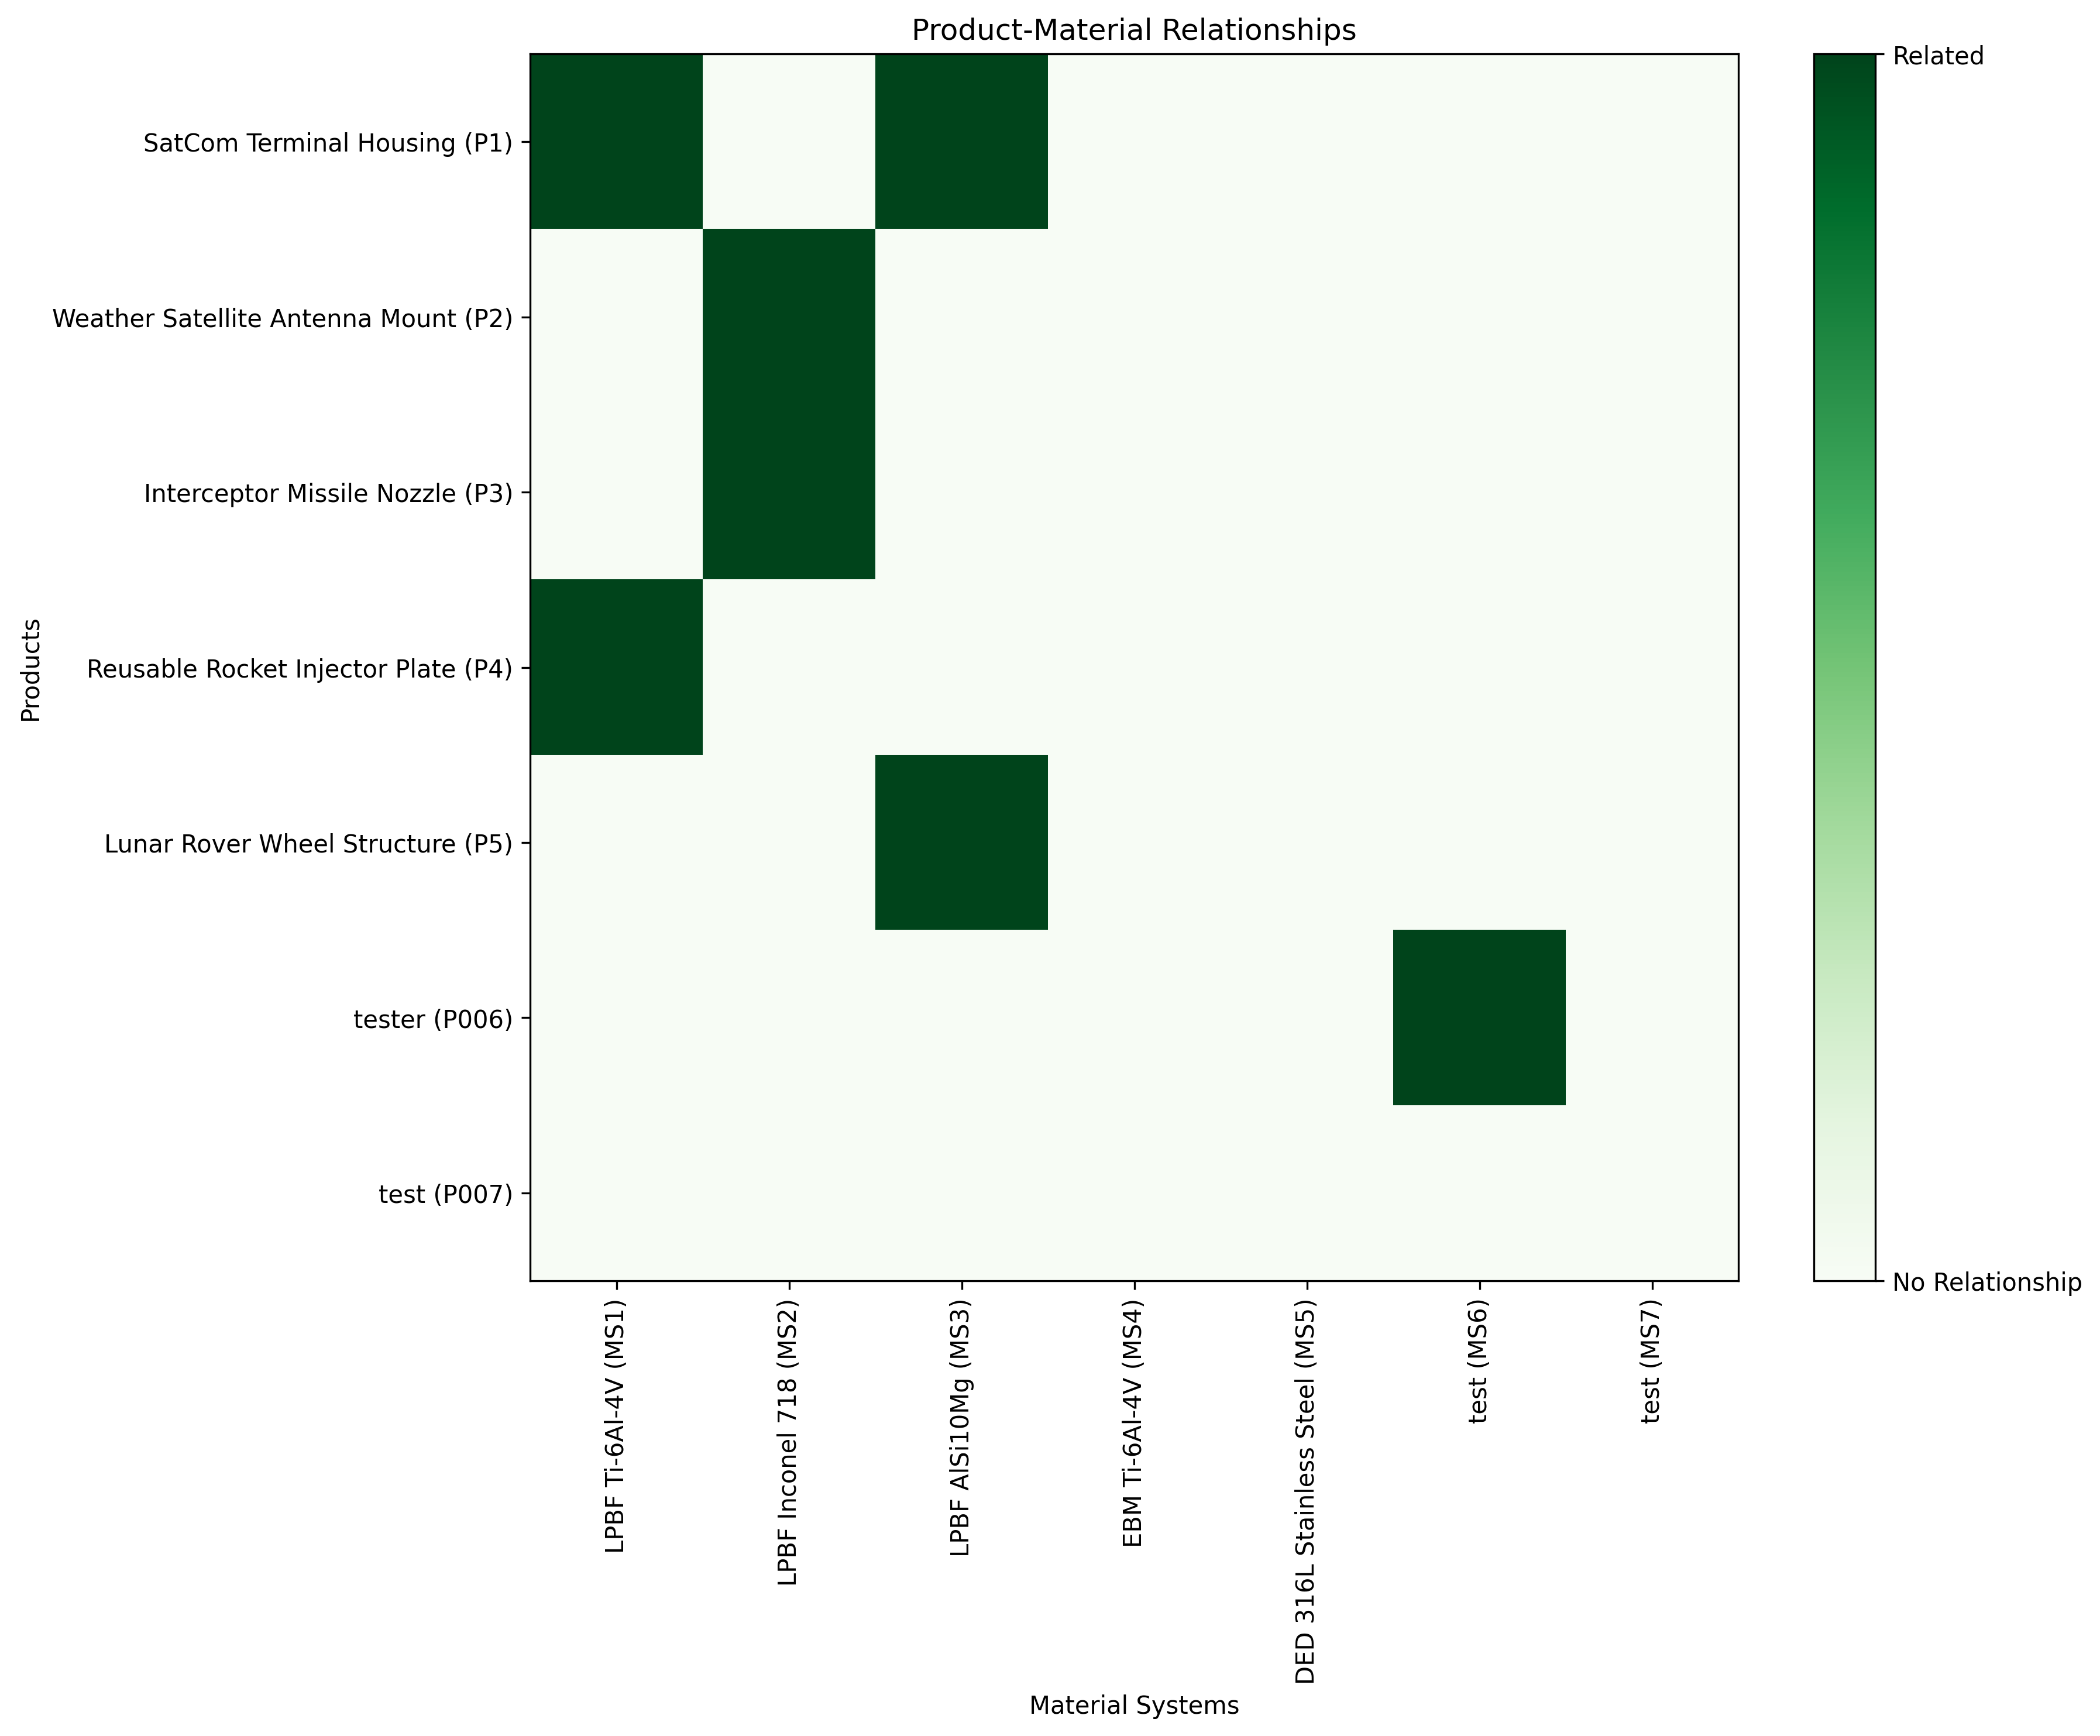 Product-Material Relationships
Related
SatCom Terminal Housing (P1)
Weather Satellite Antenna Mount (P2)
Interceptor Missile Nozzle (P3)
Products
Reusable Rocket Injector Plate (P4)
Lunar Rover Wheel Structure (P5)
tester (P006)
test (P007)
No Relationship
LPBF Ti-6Al-4V (MS1)
LPBF Inconel 718 (MS2)
LPBF AlSi10Mg (MS3)
EBM Ti-6Al-4V (MS4)
DED 316L Stainless Steel (MS5)
test (MS6)
test (MS7)
Material Systems